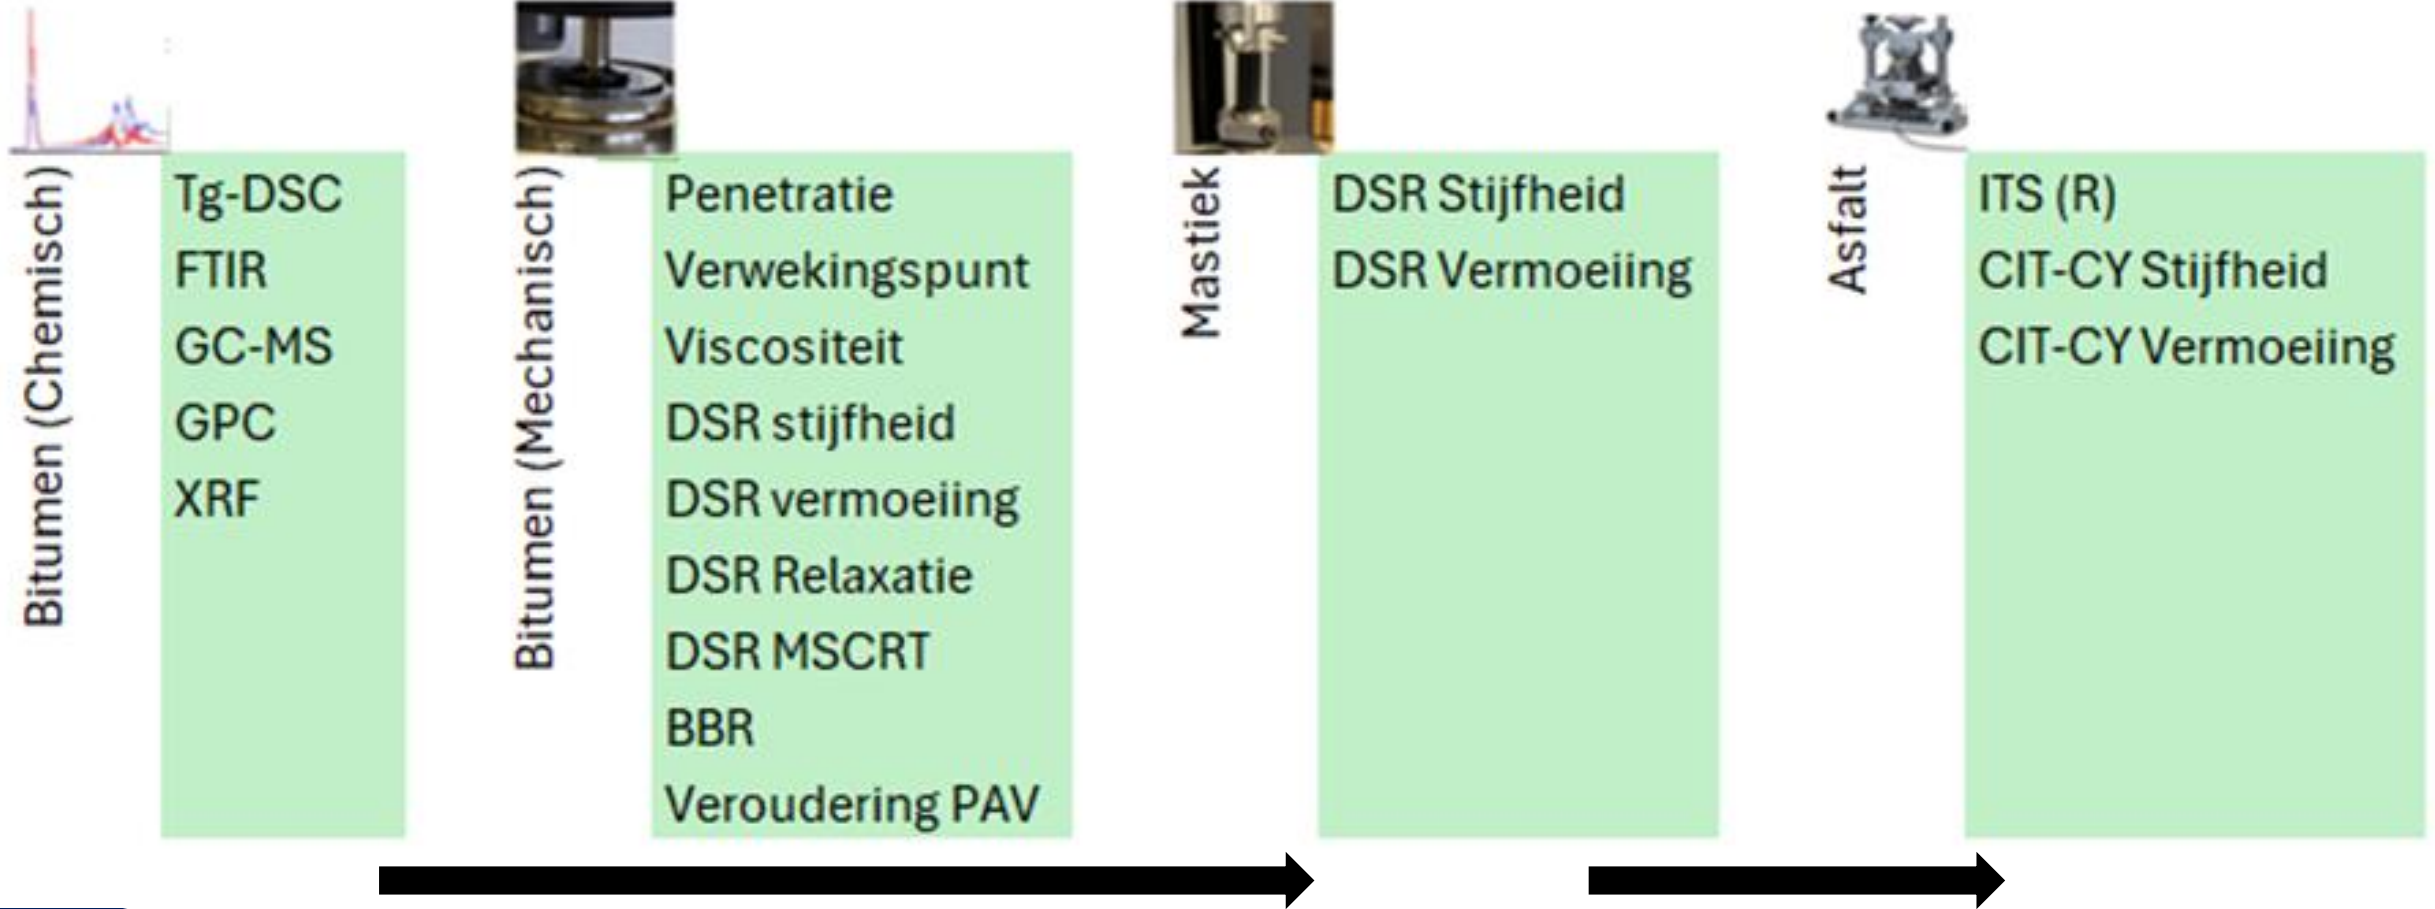 Bitumen (Chemisch)
Tg-DSC
FTIR
GC-MS
GPC
XRF
Bitumen (Mechanisch)
Penetratie
Verwekingspunt
Viscositeit
DSR stijfheid
DSR vermoeiing
DSR Relaxatie
DSR MSCRT
BBR
Veroudering PAV
Mastiek
DSR Stijfheid
DSR Vermoeiing
Asfalt
ITS (R)
CIT-CY Stijfheid
CIT-CY Vermoeiing